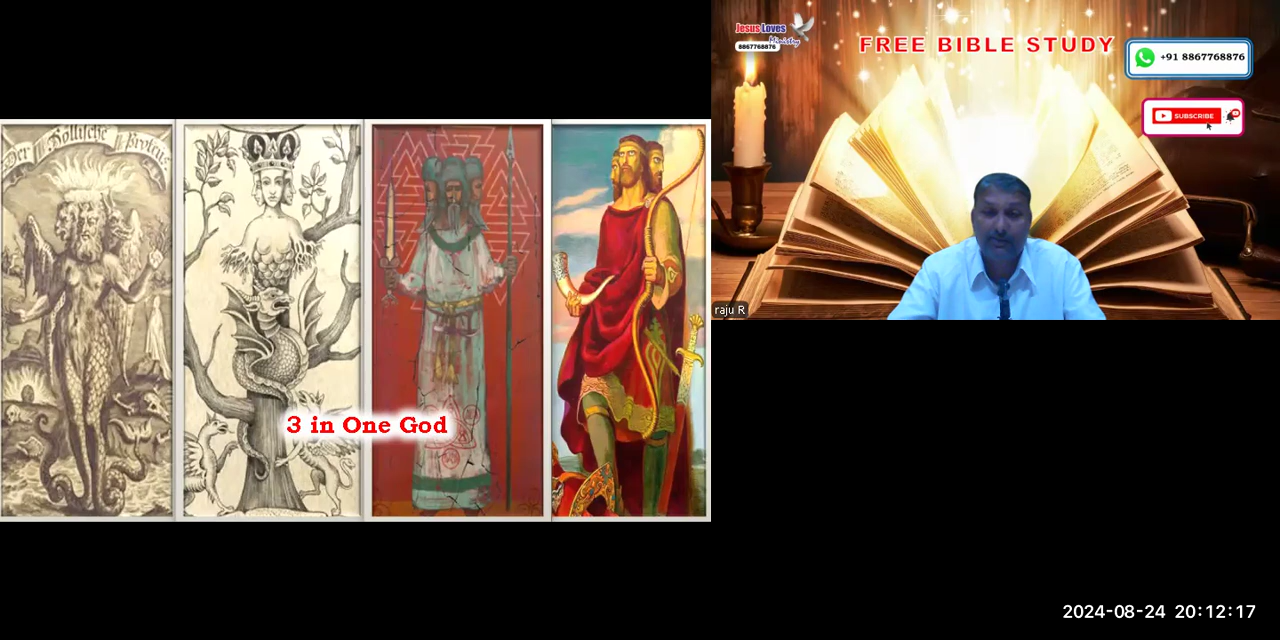 Der Höllische Proteus
3 in One God
Jesus Loves
Ministry
8867768876
FREE BIBLE STUDY
+91 8867768876
SUBSCRIBE
raju R
2024-08-24 20:12:17